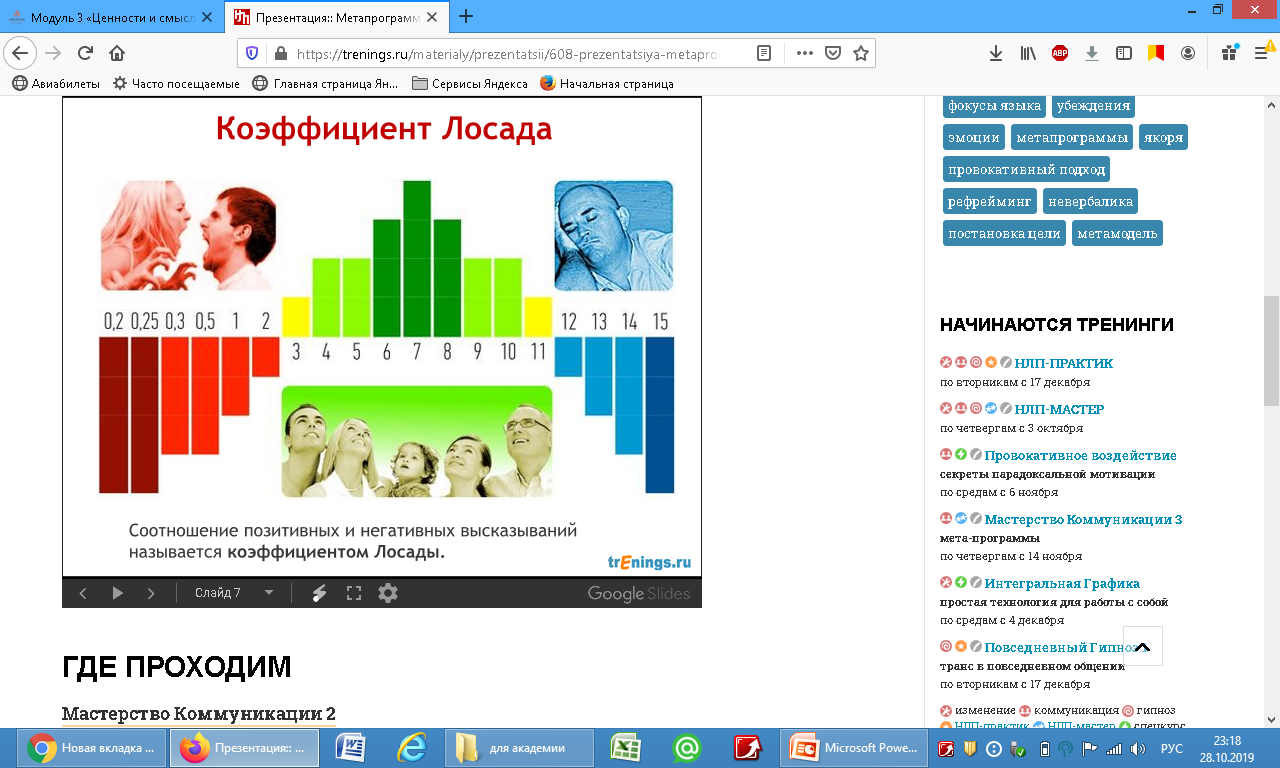 Модуль 3 «Ценности и смысл
Презентация:: Метапрограмм
https://trenings.ru/materialy/prezentatsii/608-prezentatsiya-metapro
ABP
Авиабилеты
Часто посещаемые
Главная страница Ян...
Сервисы Яндекса
Начальная страница
Коэффициент Лосада
0,2 0,25 0,3 0,5 1 2
12 13 14 15
3 4 5 6 7 8 9 10 11
Соотношение позитивных и негативных высказываний
называется коэффициентом Лосады.
trEnings.ru
Слайд 7
Google Slides
ГДЕ ПРОХОДИМ
Мастерство Коммуникации 2
фокусы языка убеждения
эмоции метапрограммы якоря
провокативный подход
рефрейминг невербалика
постановка цели метамодель
НАЧИНАЮТСЯ ТРЕНИНГИ
НЛП-ПРАКТИК
по вторникам с 17 декабря
НЛП-МАСТЕР
по четвергам с 3 октября
Провокативное воздействие
секреты парадоксальной мотивации
по средам с 6 ноября
Мастерство Коммуникации 3
мета-программы
по четвергам с 14 ноября
Интегральная Графика
простая технология для работы с собой
по средам с 4 декабря
Повседневный Гипноз
транс в повседневном общении
по вторникам с 17 декабря
изменение коммуникация гипноз
НЛП-практик НЛП-мастер спецкурс
Новая вкладка ...
Презентация:: ...
для академии
Microsoft Powe...
РУС
23:18
28.10.2019